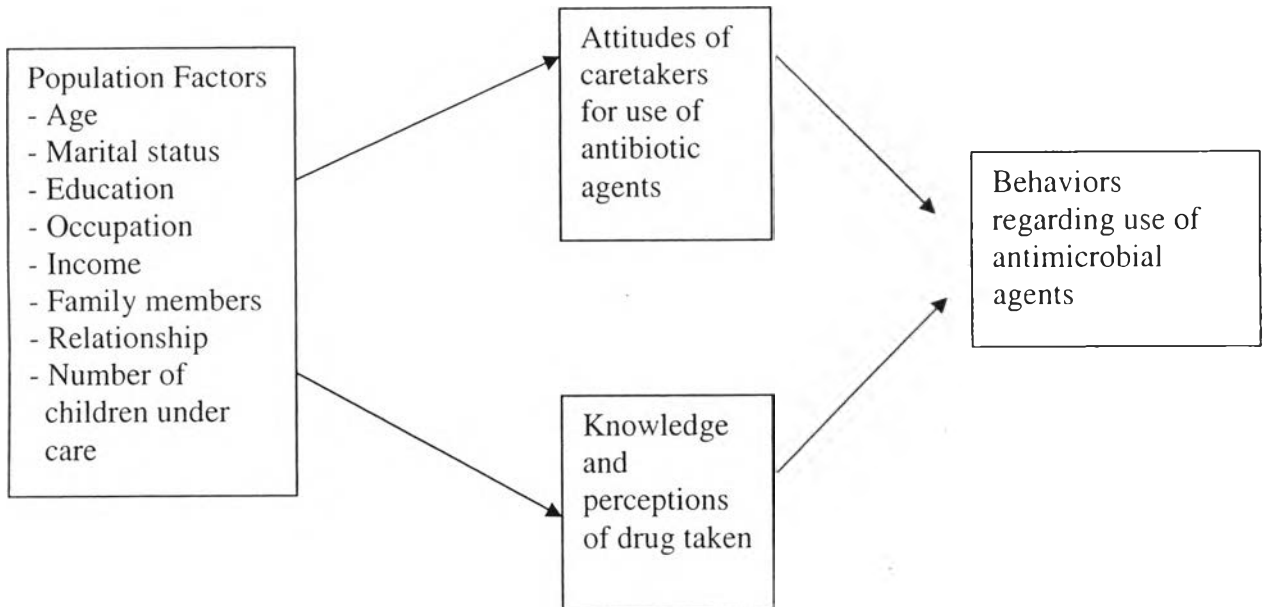 Population Factors
- Age
- Marital status
- Education
- Occupation
- Income
- Family members
- Relationship
- Number of
children under
care
Attitudes of
caretakers
for use of
antibiotic
agents
Knowledge
and
perceptions
of drug taken
Behaviors
regarding use of
antimicrobial
agents